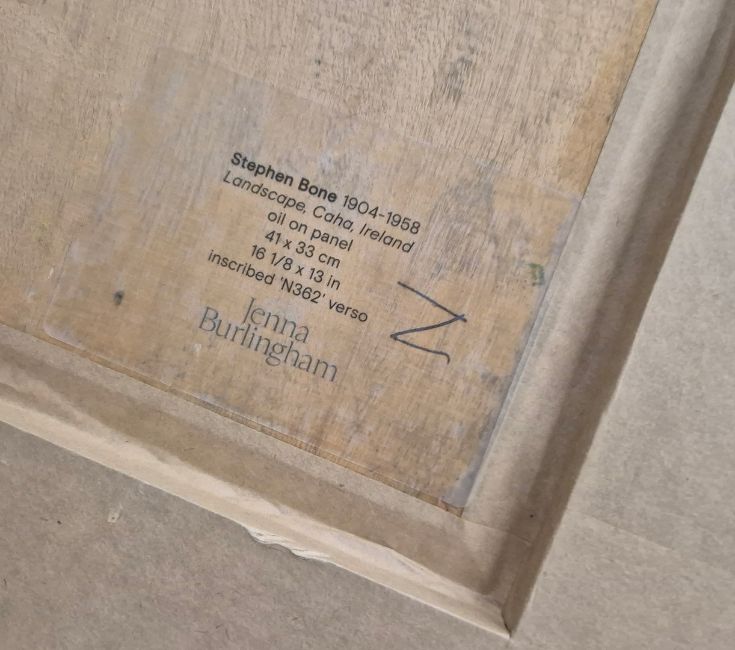 Stephen Bone 1904-1958
Landscape, Caha, Ireland
oil on panel
41 x 33 cm
16 1/8 x 13 in
inscribed 'N362' verso
Jenna
Burlingham